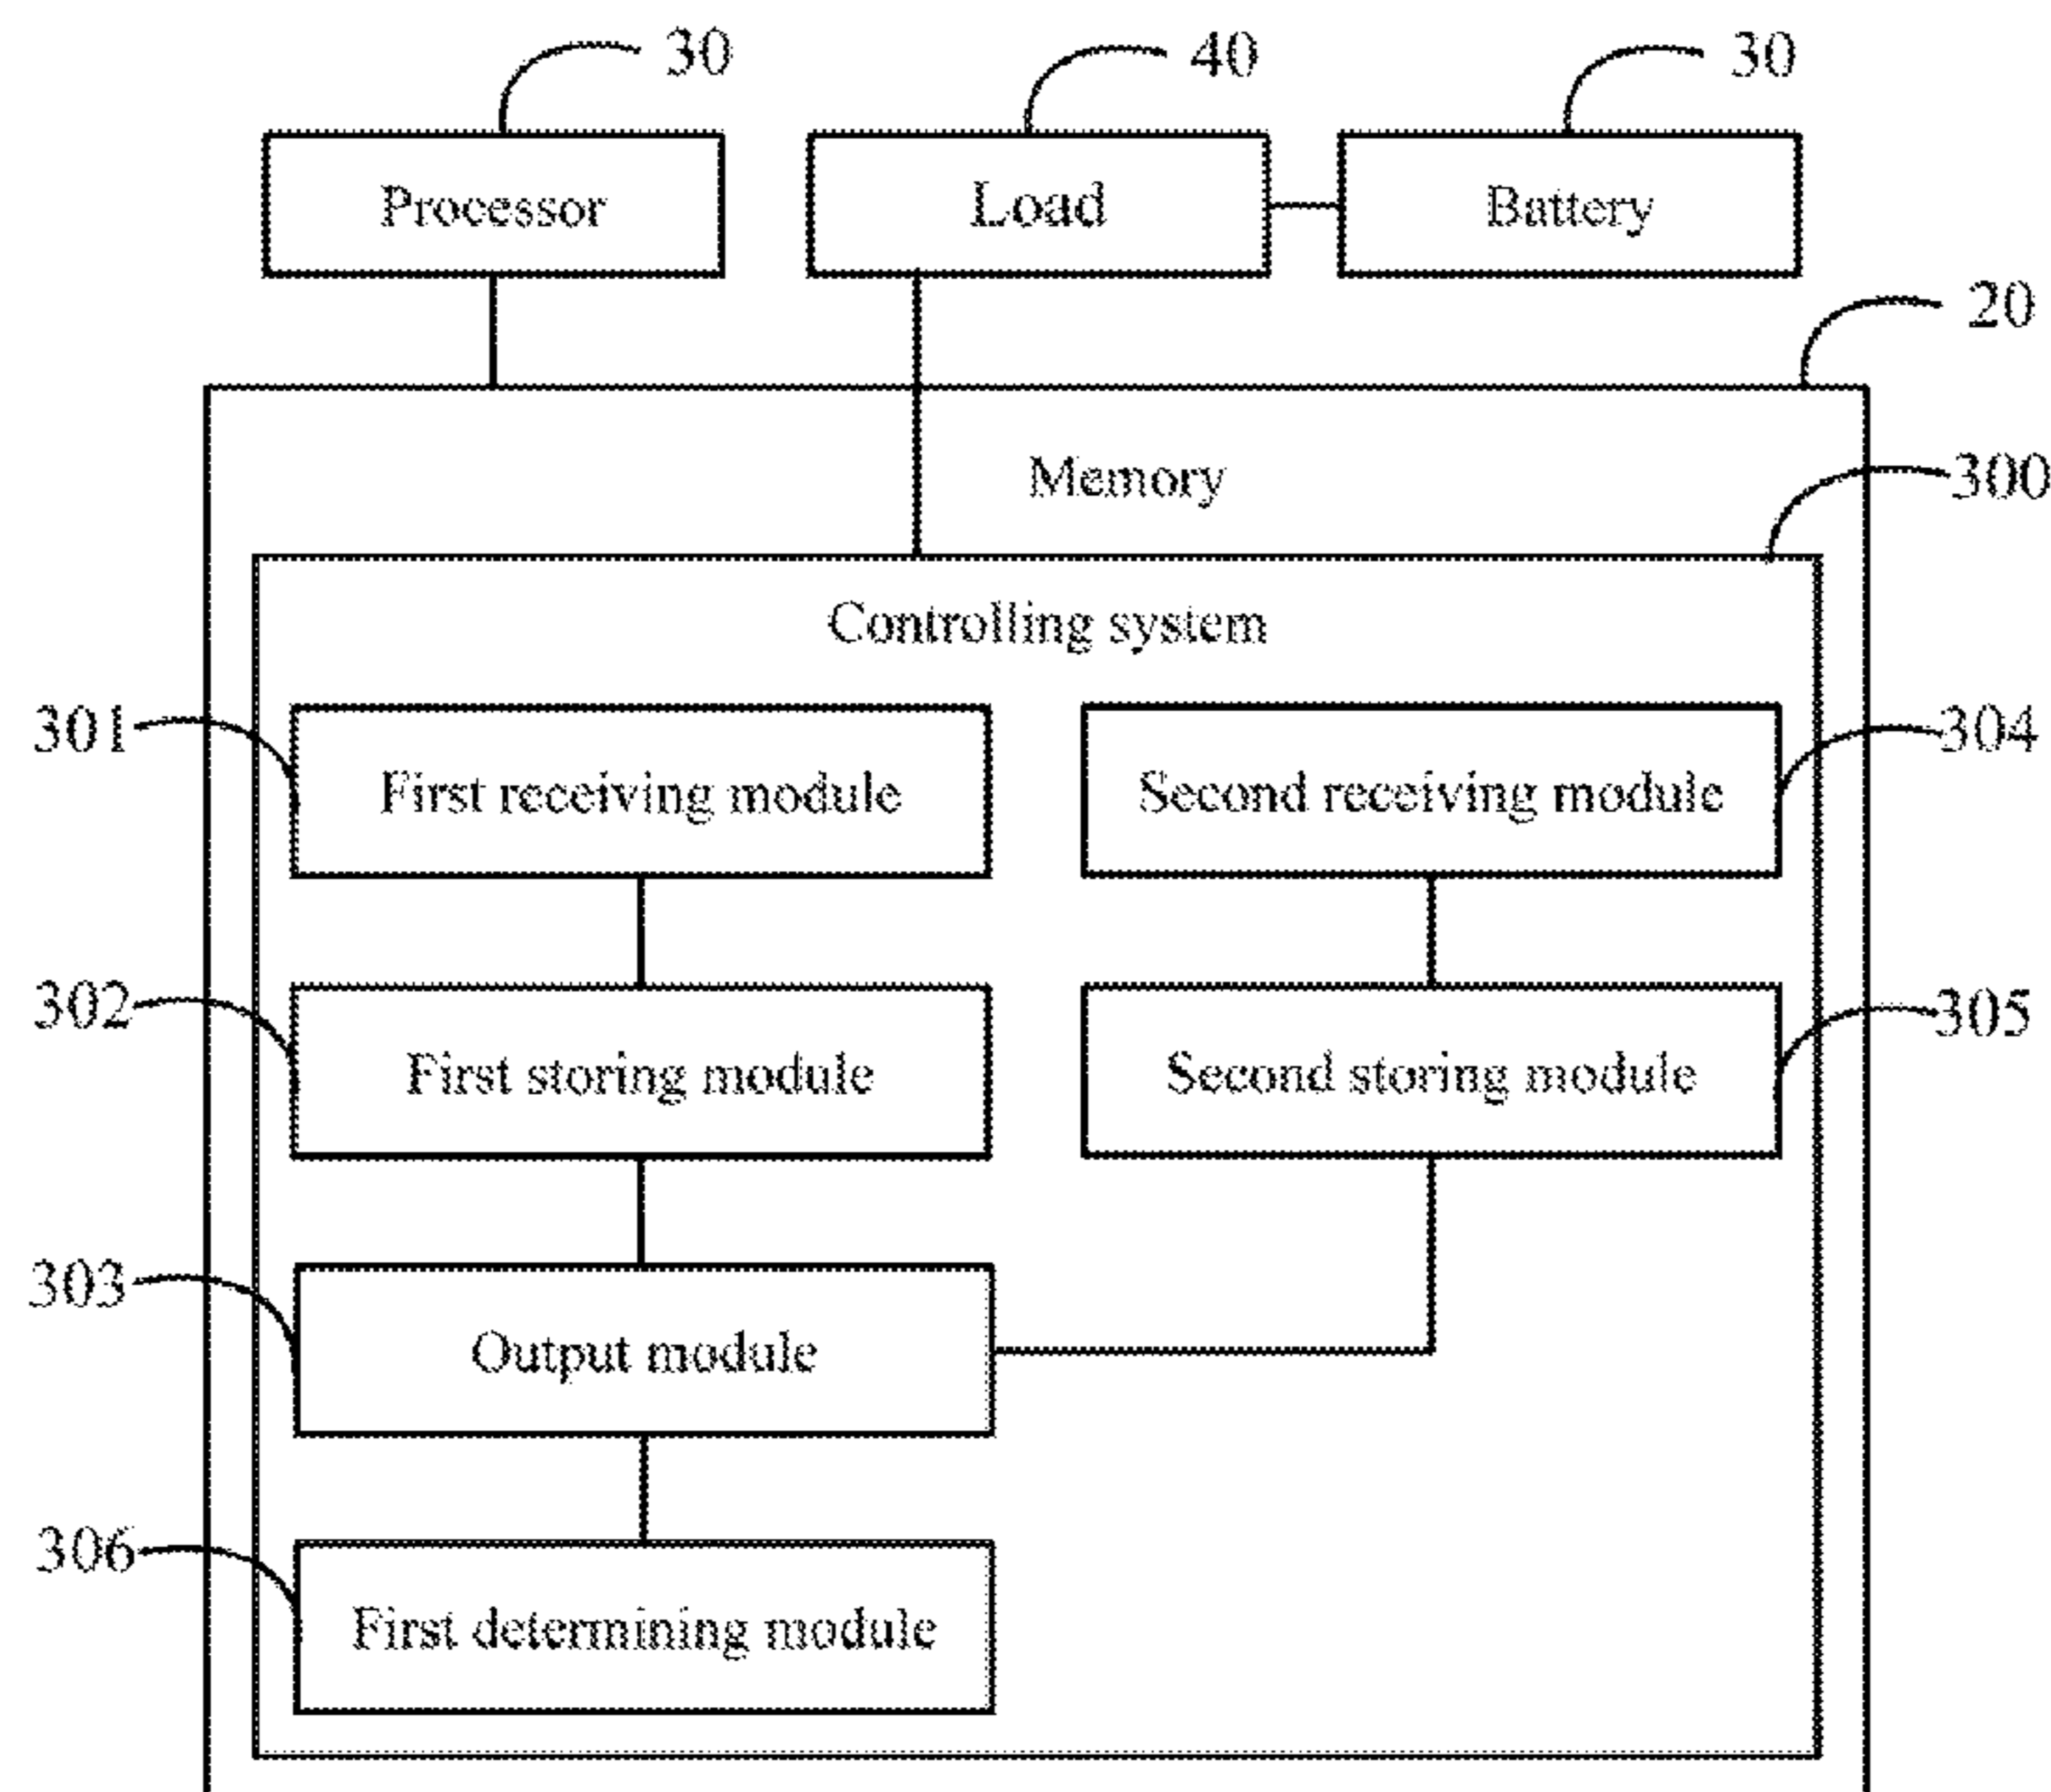 30
40
30
Processor
Load
Battery
20
Memory
300
Controlling system
301
304
First receiving module
Second receiving module
302
305
First storing module
Second storing module
303
Output module
306
First determining module